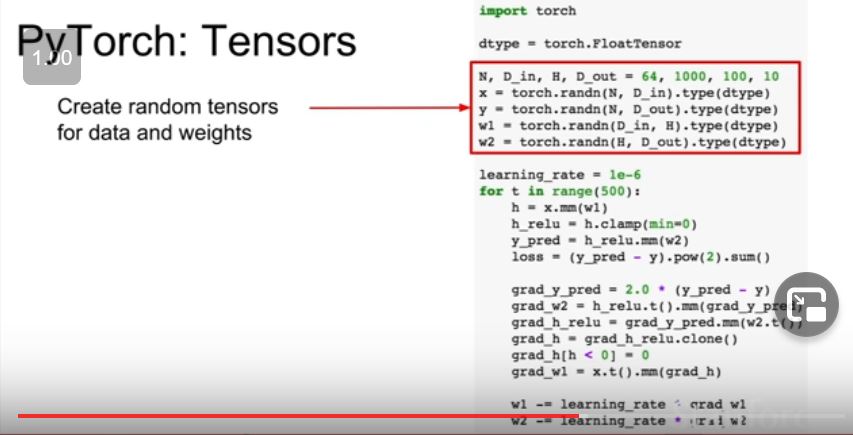 PyTorch: Tensors
1.00
Create random tensors
for data and weights
import torch
dtype = torch.FloatTensor
N, D_in, H, D_out = 64, 1000, 100, 10
x = torch.randn(N, D_in).type(dtype)
y = torch.randn(N, D_out).type(dtype)
w1 = torch.randn(D_in, H).type(dtype)
w2 = torch.randn(H, D_out).type(dtype)
learning_rate = 1e-6
for t in range(500):
h = x.mm(w1)
h_relu = h.clamp(min=0)
y_pred = h_relu.mm(w2)
loss = (y_pred - y).pow(2).sum()
grad_y_pred = 2.0 * (y_pred - y)
grad_w2 = h_relu.t().mm(grad_y_pred)
grad_h_relu = grad_y_pred.mm(w2.t())
grad_h = grad_h_relu.clone()
grad_h[h < 0] = 0
grad_w1 = x.t().mm(grad_h)
w1 -= learning_rate * grad_w1
w2 -= learning_rate * grad_w2